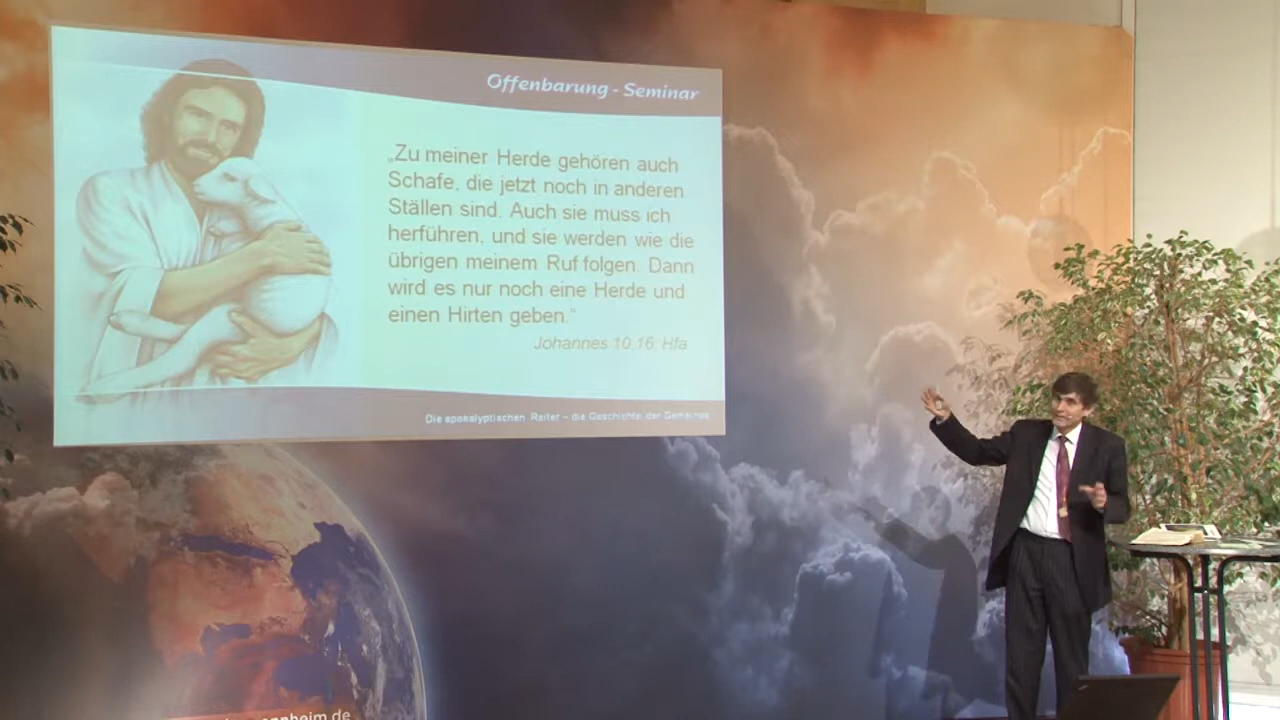 Offenbarung - Seminar
„Zu meiner Herde gehören auch
Schafe, die jetzt noch in anderen
Ställen sind. Auch sie muss ich
herführen, und sie werden wie die
übrigen meinem Ruf folgen. Dann
wird es nur noch eine Herde und
einen Hirten geben.“
Johannes 10,16, Hfa
Die apokalyptischen Reiter – die Geschichte der Gemeinde